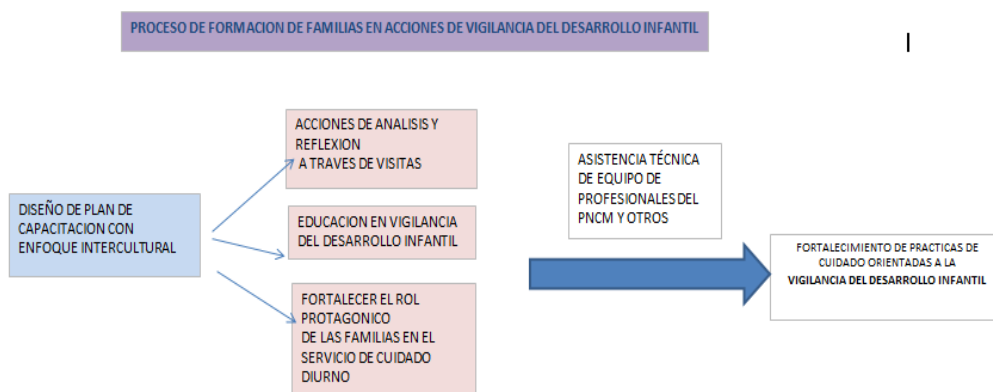 PROCESO DE FORMACION DE FAMILIAS EN ACCIONES DE VIGILANCIA DEL DESARROLLO INFANTIL
ACCIONES DE ANALISIS Y
REFLEXION
A TRAVES DE VISITAS
ASISTENCIA TÉCNICA
DE EQUIPO DE
PROFESIONALES DEL
PNCM Y OTROS
DISEÑO DE PLAN DE
CAPACITACION CON
ENFOQUE INTERCULTURAL
EDUCACION EN VIGILANCIA
DEL DESARROLLO INFANTIL
FORTALECIMIENTO DE PRACTICAS DE
CUIDADO ORIENTADAS A LA
VIGILANCIA DEL DESARROLLO INFANTIL
FORTALECER EL ROL
PROTAGONICO
DE LAS FAMILIAS EN EL
SERVICIO DE CUIDADO
DIURNO